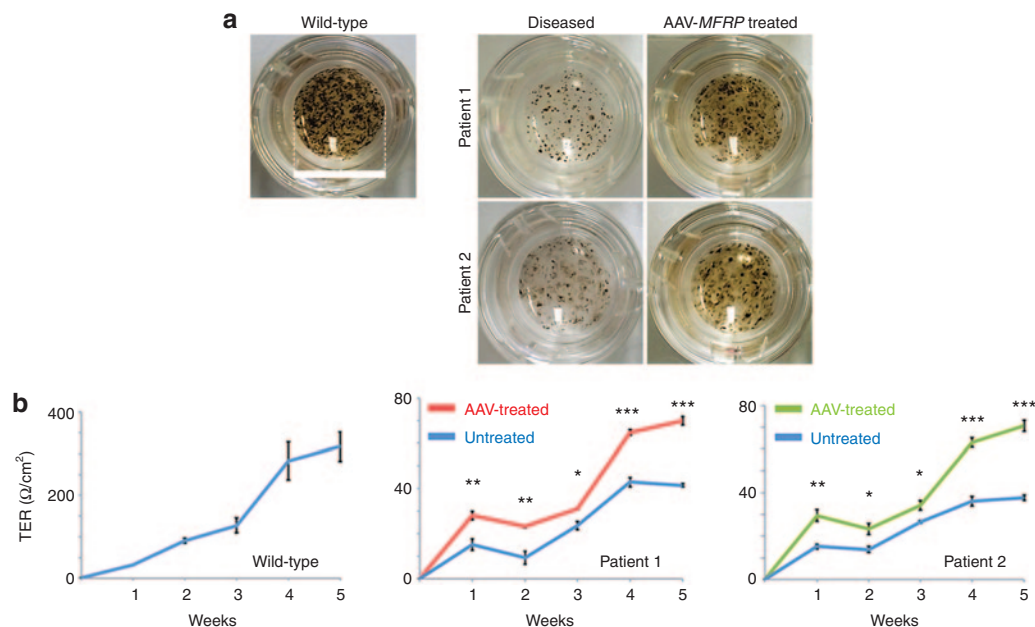 a
Wild-type
Diseased
AAV-MFRP treated
Patient 1
Patient 2
b
TER (Ω/cm²)
400
200
0
1 2 3 4 5
Weeks
Wild-type
80
40
0
AAV-treated
Untreated
** ** * *** ***
1 2 3 4 5
Weeks
Patient 1
80
40
0
AAV-treated
Untreated
** * * *** ***
1 2 3 4 5
Weeks
Patient 2